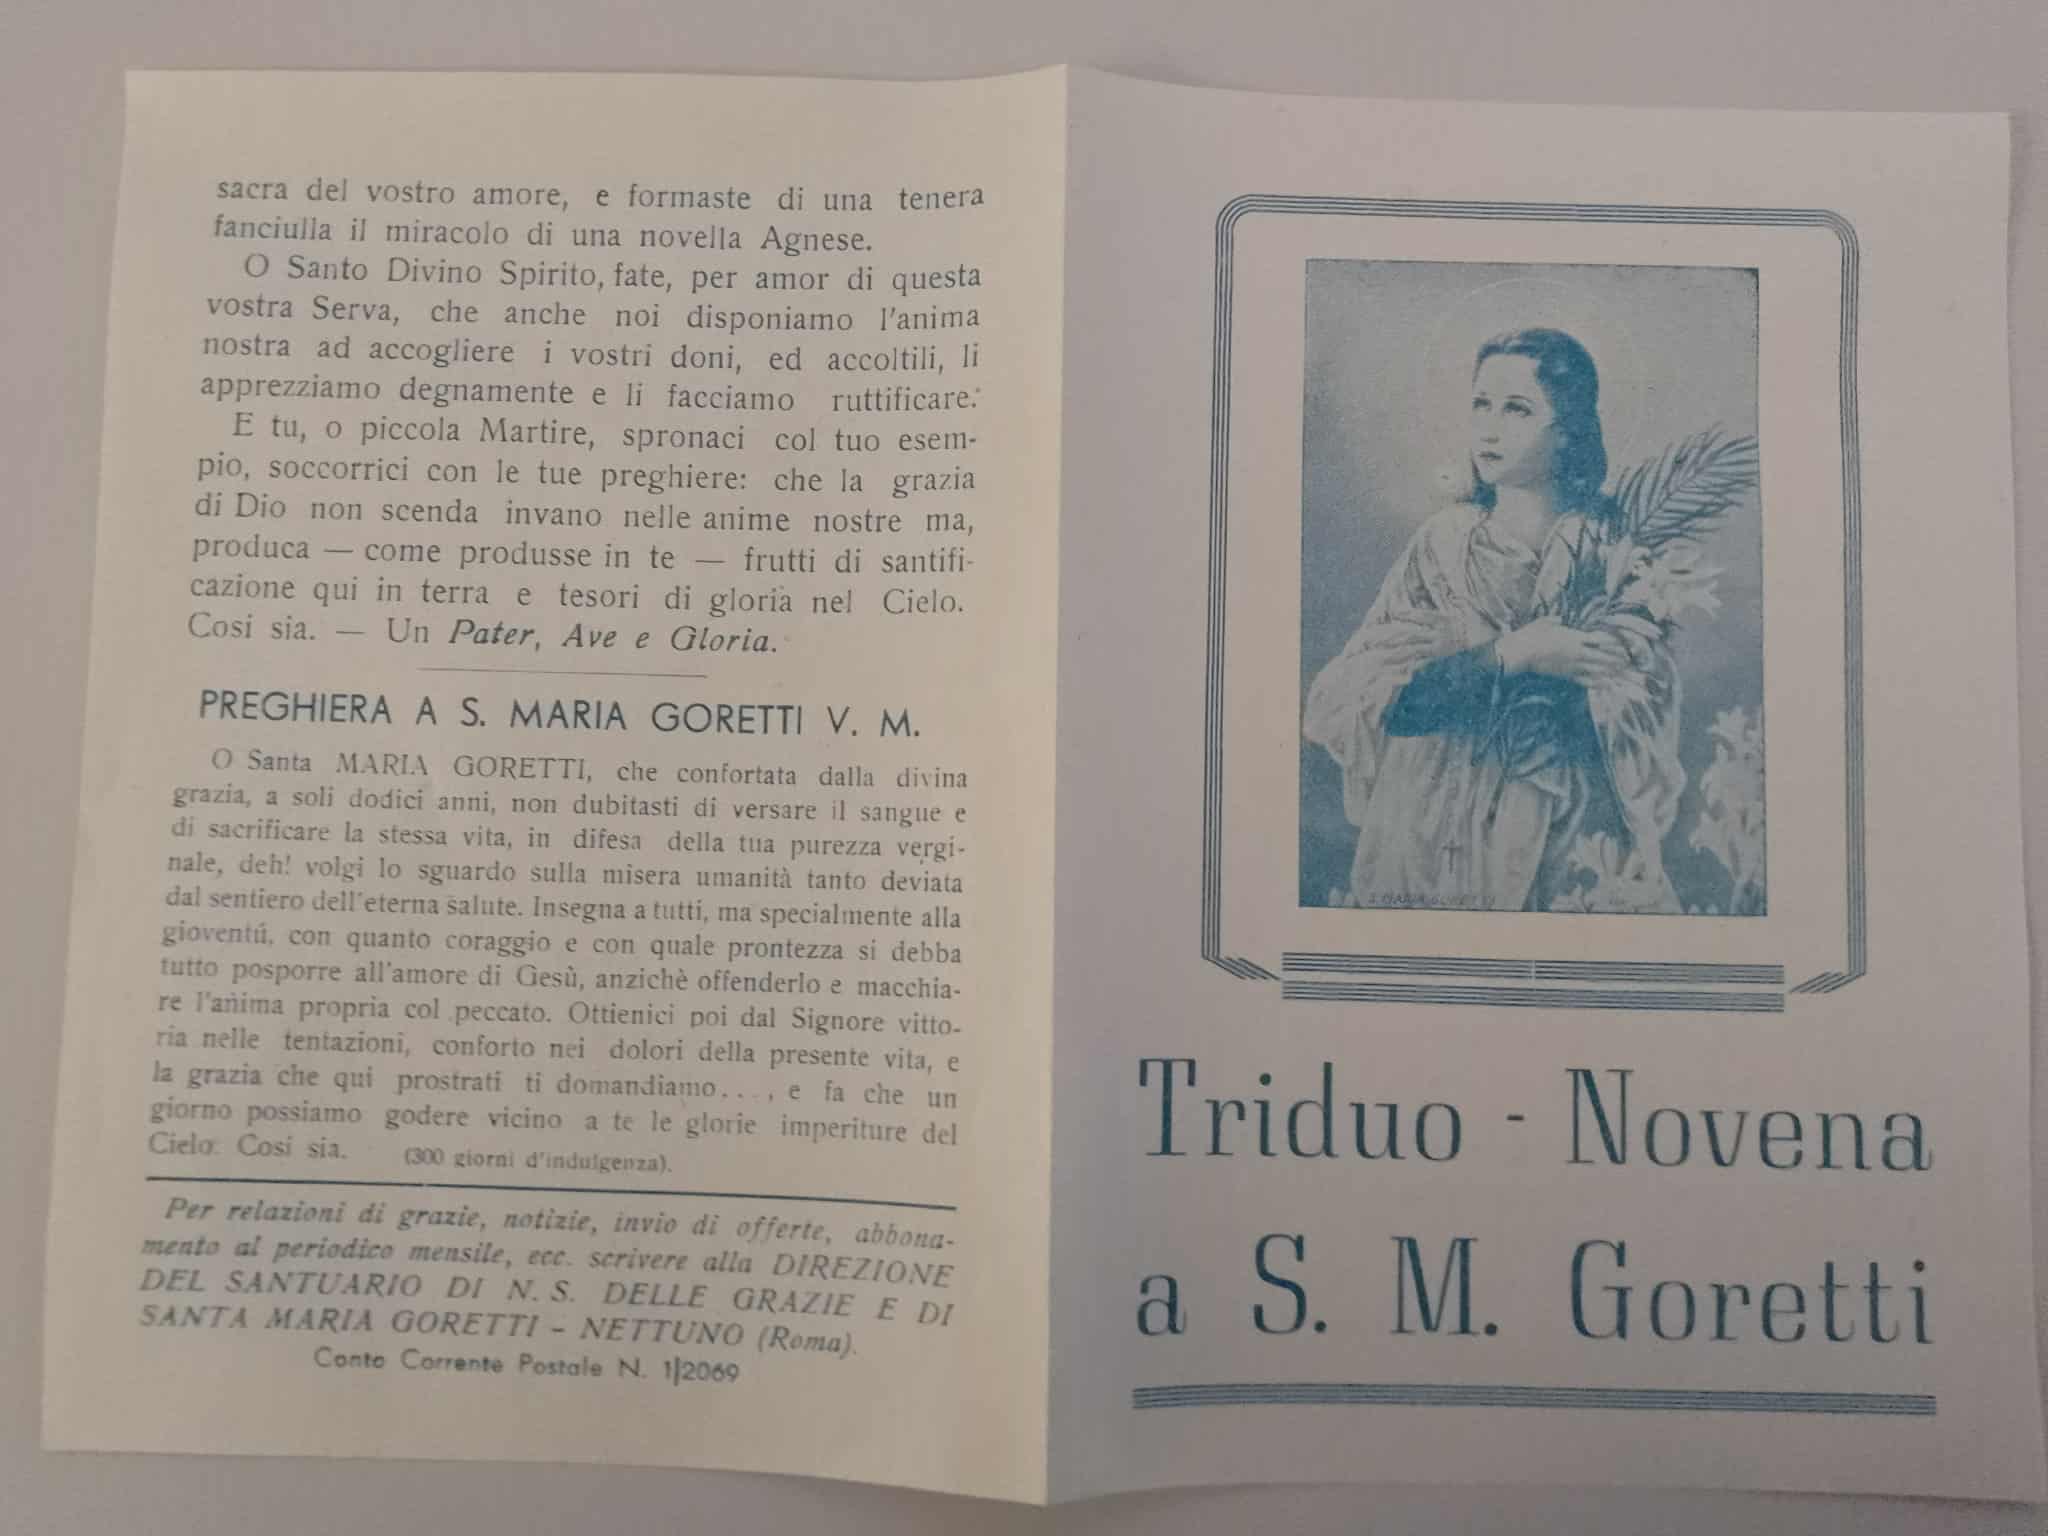 sacra del vostro amore, e formaste di una tenera
fanciulla il miracolo di una novella Agnese.
O Santo Divino Spirito, fate, per amor di questa
vostra Serva, che anche noi disponiamo l'anima
nostra ad accogliere i vostri doni, ed accoltili, li
apprezziamo degnamente e li facciamo ruttificare.
E tu, o piccola Martire, spronaci col tuo esem-
pio, soccorrici con le tue preghiere: che la grazia
di Dio non scenda invano nelle anime nostre ma,
produca — come produsse in te — frutti di santifi-
cazione qui in terra e tesori di gloria nel Cielo.
Cosi sia. — Un Pater, Ave e Gloria.
PREGHIERA A S. MARIA GORETTI V. M.
O Santa MARIA GORETTI, che confortata dalla divina
grazia, a soli dodici anni, non dubitasti di versare il sangue e
di sacrificare la stessa vita, in difesa della tua purezza vergi-
nale, deh! volgi lo sguardo sulla misera umanità tanto deviata
dal sentiero dell'eterna salute. Insegna a tutti, ma specialmente alla
gioventú, con quanto coraggio e con quale prontezza si debba
tutto posporre all'amore di Gesù, anzichè offenderlo e macchia-
re l'anima propria col peccato. Ottienici poi dal Signore vitto-
ria nelle tentazioni, conforto nei dolori della presente vita, e
la grazia che qui prostrati ti domandiamo..., e fa che un
giorno possiamo godere vicino a te le glorie imperiture del
Cielo. Cosi sia. (300 giorni d'indulgenza).
Per relazioni di grazie, notizie, invio di offerte, abbona-
mento al periodico mensile, ecc. scrivere alla DIREZIONE
DEL SANTUARIO DI N. S. DELLE GRAZIE E DI
SANTA MARIA GORETTI - NETTUNO (Roma).
Conto Corrente Postale N. 1|2069
S. MARIA GORETTI
Triduo - Novena
a S. M. Goretti